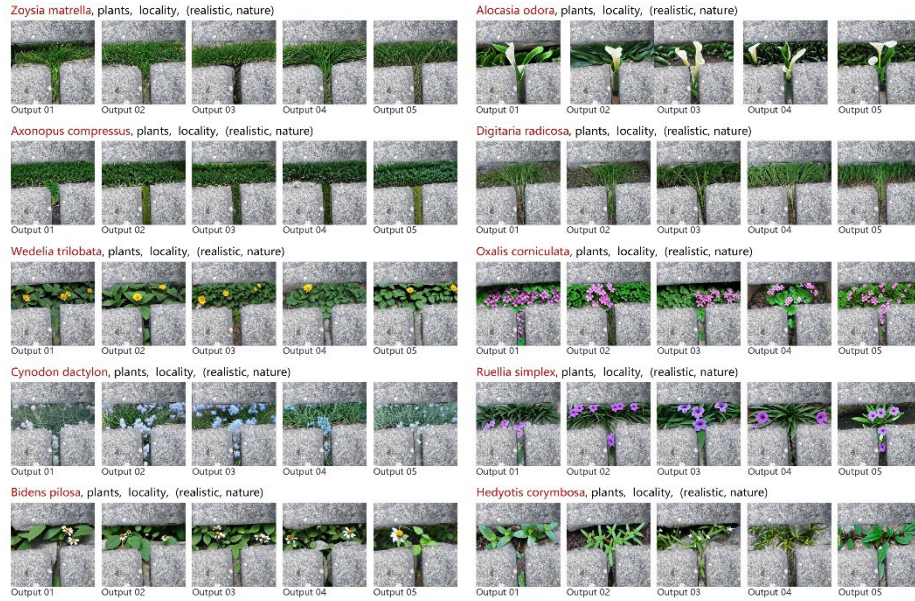 Zoysia matrella, plants, locality, (realistic, nature)
Output 01 Output 02 Output 03 Output 04 Output 05
Alocasia odora, plants, locality, (realistic, nature)
Output 01 Output 02 Output 03 Output 04 Output 05
Axonopus compressus, plants, locality, (realistic, nature)
Output 01 Output 02 Output 03 Output 04 Output 05
Digitaria radicosa, plants, locality, (realistic, nature)
Output 01 Output 02 Output 03 Output 04 Output 05
Wedelia trilobata, plants, locality, (realistic, nature)
Output 01 Output 02 Output 03 Output 04 Output 05
Oxalis corniculata, plants, locality, (realistic, nature)
Output 01 Output 02 Output 03 Output 04 Output 05
Cynodon dactylon, plants, locality, (realistic, nature)
Output 01 Output 02 Output 03 Output 04 Output 05
Ruellia simplex, plants, locality, (realistic, nature)
Output 01 Output 02 Output 03 Output 04 Output 05
Bidens pilosa, plants, locality, (realistic, nature)
Output 01 Output 02 Output 03 Output 04 Output 05
Hedyotis corymbosa, plants, locality, (realistic, nature)
Output 01 Output 02 Output 03 Output 04 Output 05